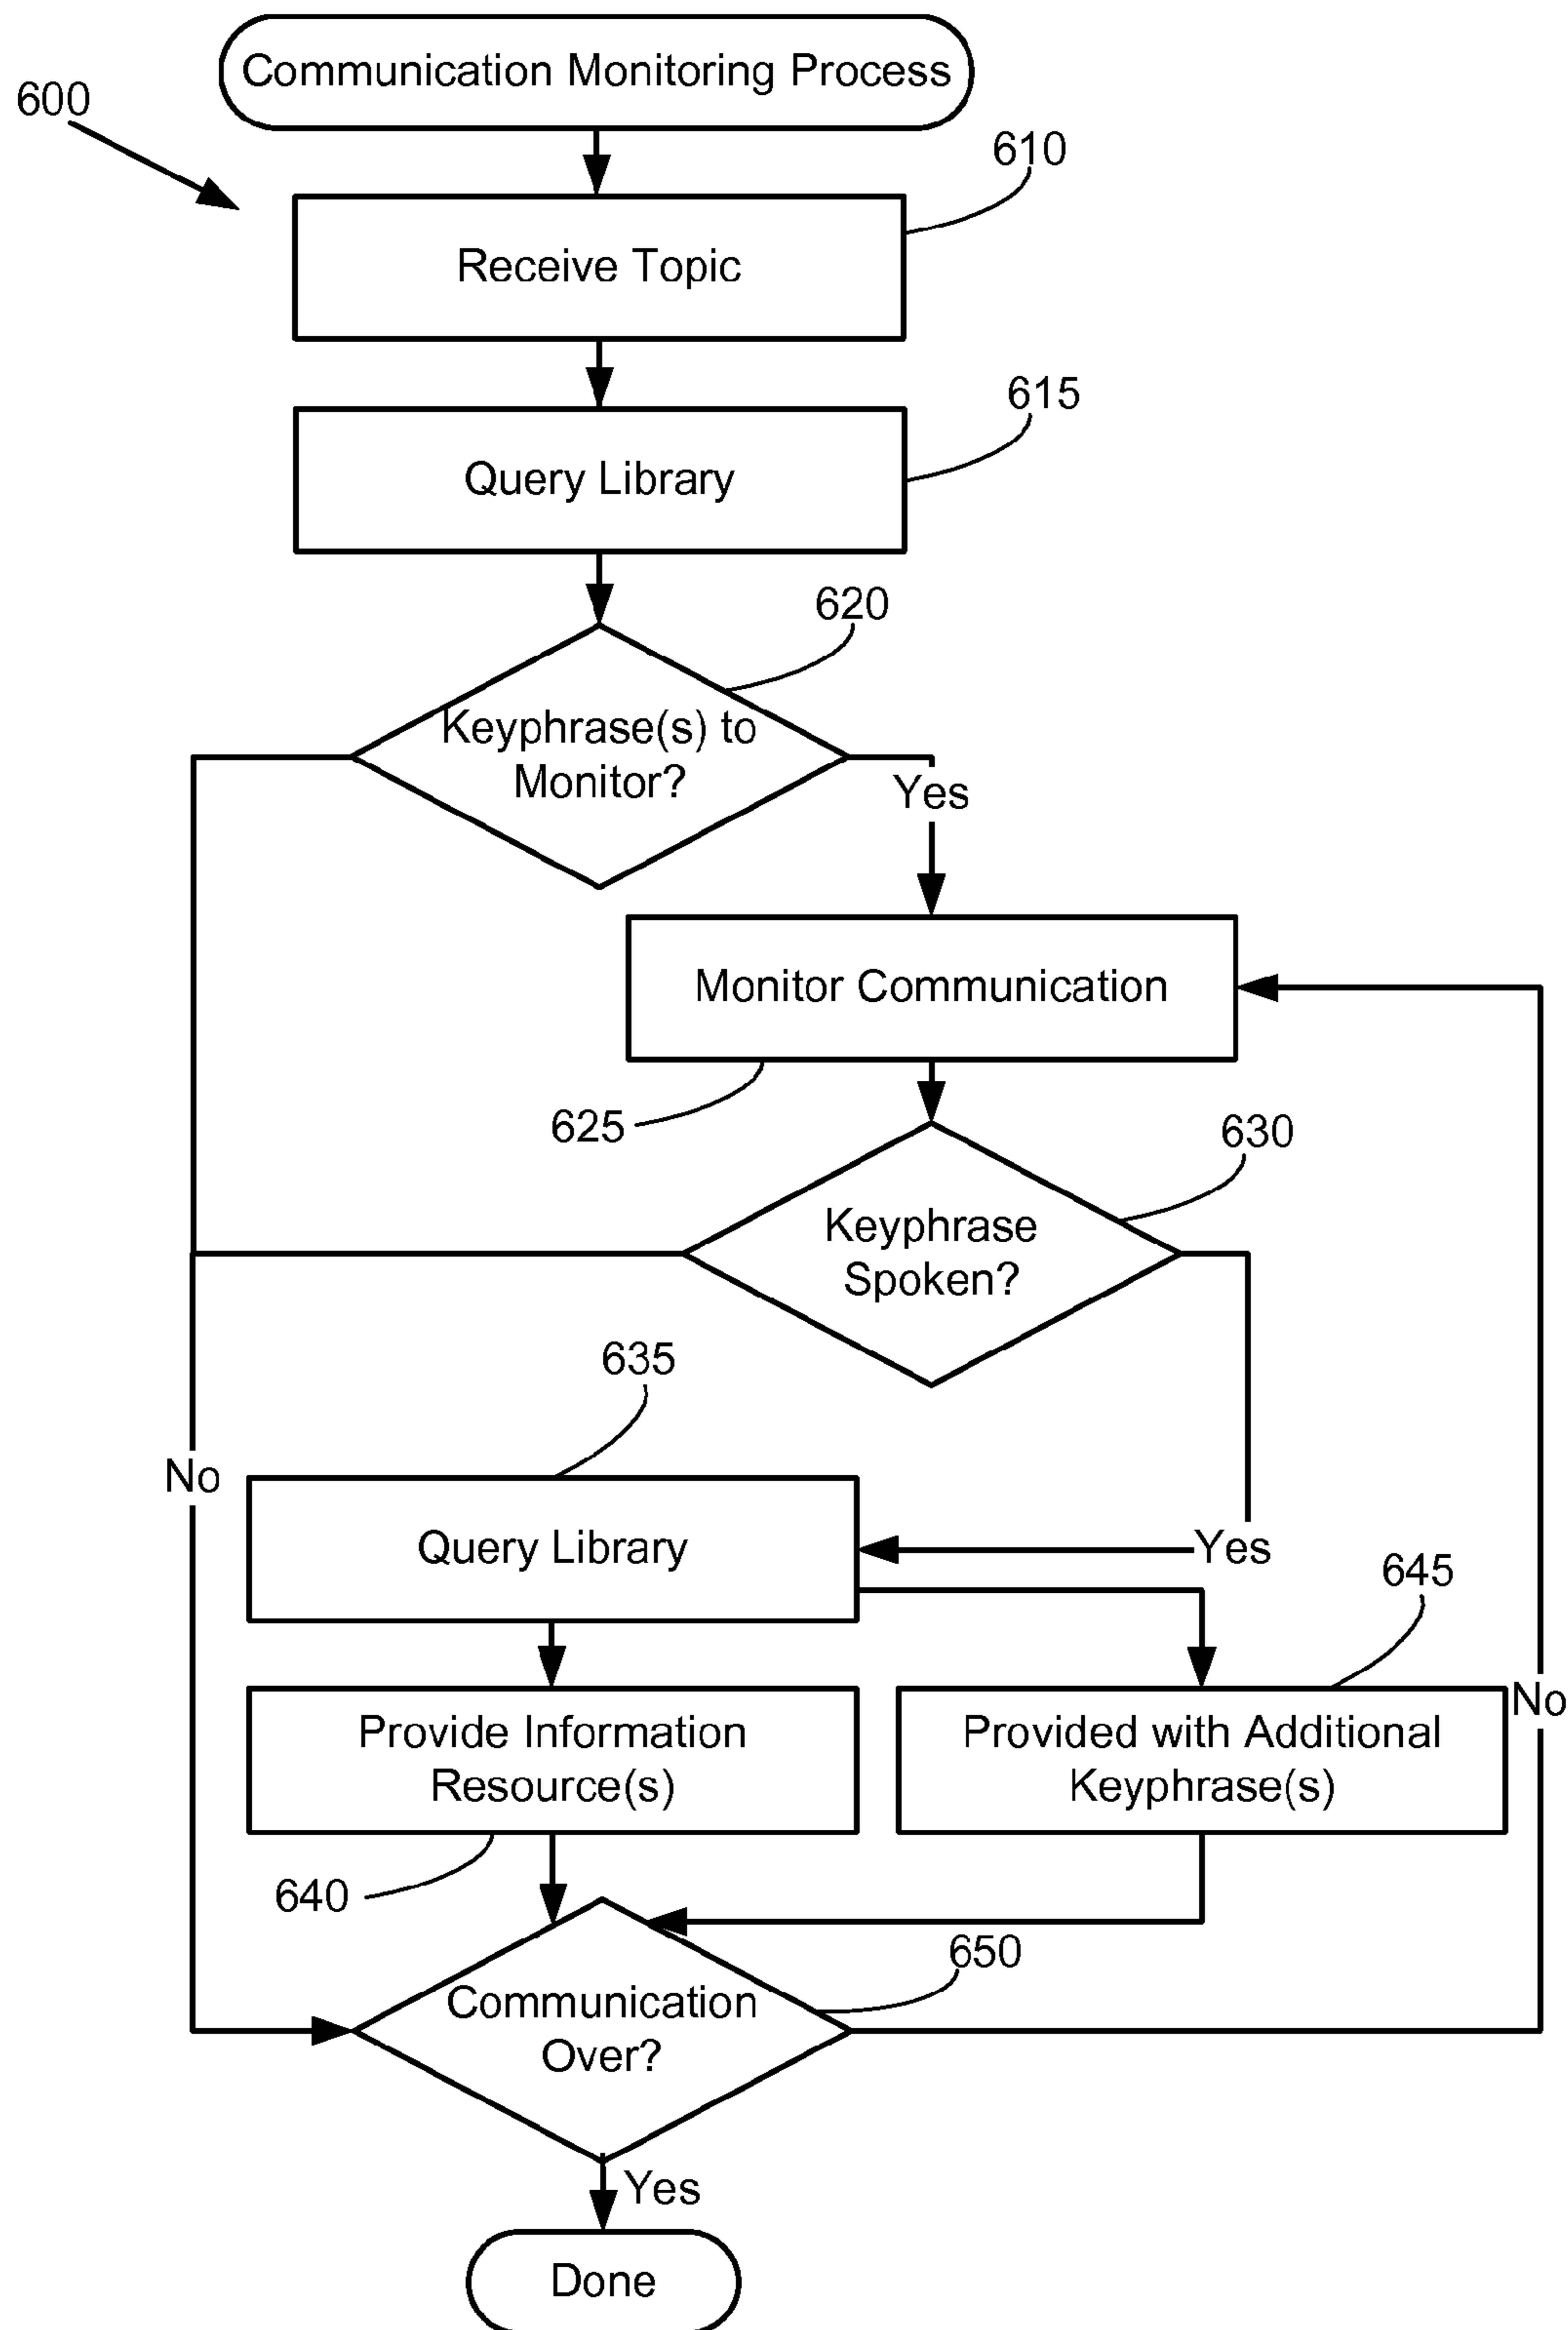 Communication Monitoring Process
600
610
Receive Topic
615
Query Library
620
Keyphrase(s) to
Monitor?
Yes
Monitor Communication
625
630
Keyphrase
Spoken?
635
No
Query Library
Yes
645
Provide Information
Resource(s)
Provided with Additional
Keyphrase(s)
No
640
650
Communication
Over?
Yes
Done